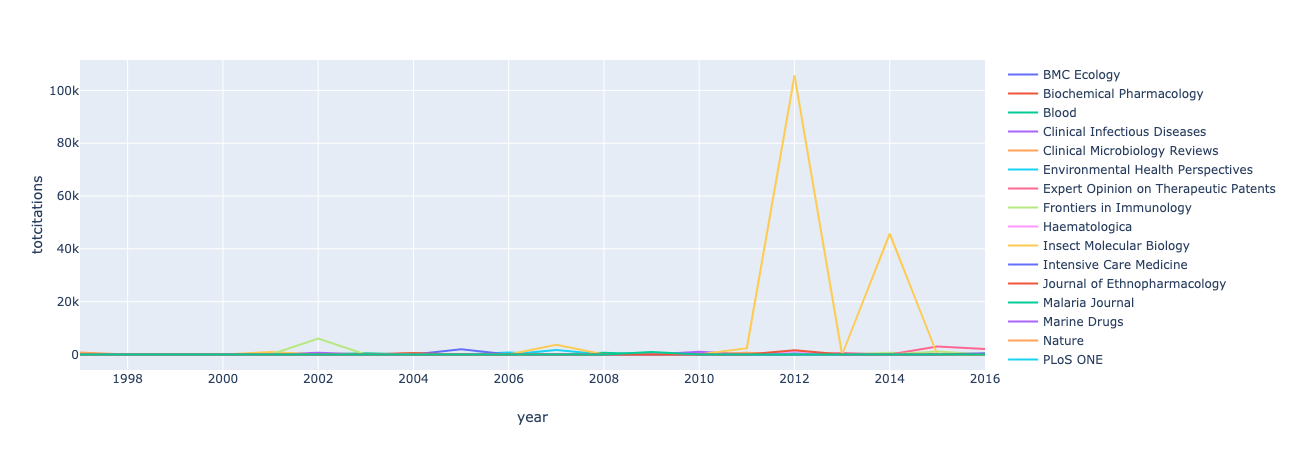 100k
80k
60k
40k
20k
0
totcitations
1998 2000 2002 2004 2006 2008 2010 2012 2014 2016
year
BMC Ecology
Biochemical Pharmacology
Blood
Clinical Infectious Diseases
Clinical Microbiology Reviews
Environmental Health Perspectives
Expert Opinion on Therapeutic Patents
Frontiers in Immunology
Haematologica
Insect Molecular Biology
Intensive Care Medicine
Journal of Ethnopharmacology
Malaria Journal
Marine Drugs
Nature
PLoS ONE